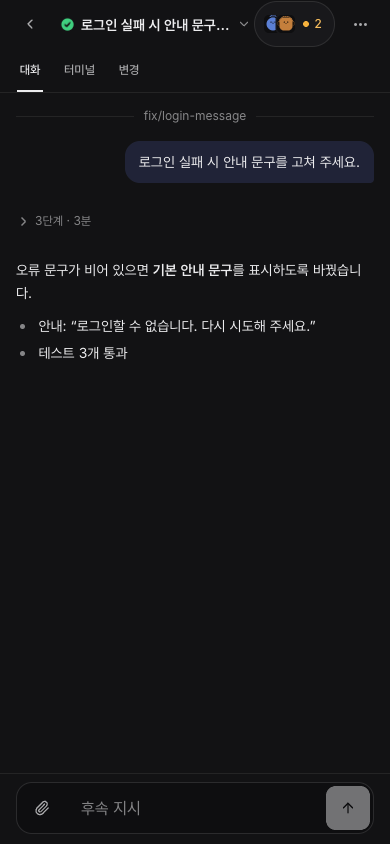 로그인 실패 시 안내 문구...
2
대화 터미널 변경
fix/login-message
로그인 실패 시 안내 문구를 고쳐 주세요.
3단계 · 3분
오류 문구가 비어 있으면 기본 안내 문구를 표시하도록 바꿨습니
다.
• 안내: “로그인할 수 없습니다. 다시 시도해 주세요.”
• 테스트 3개 통과
후속 지시